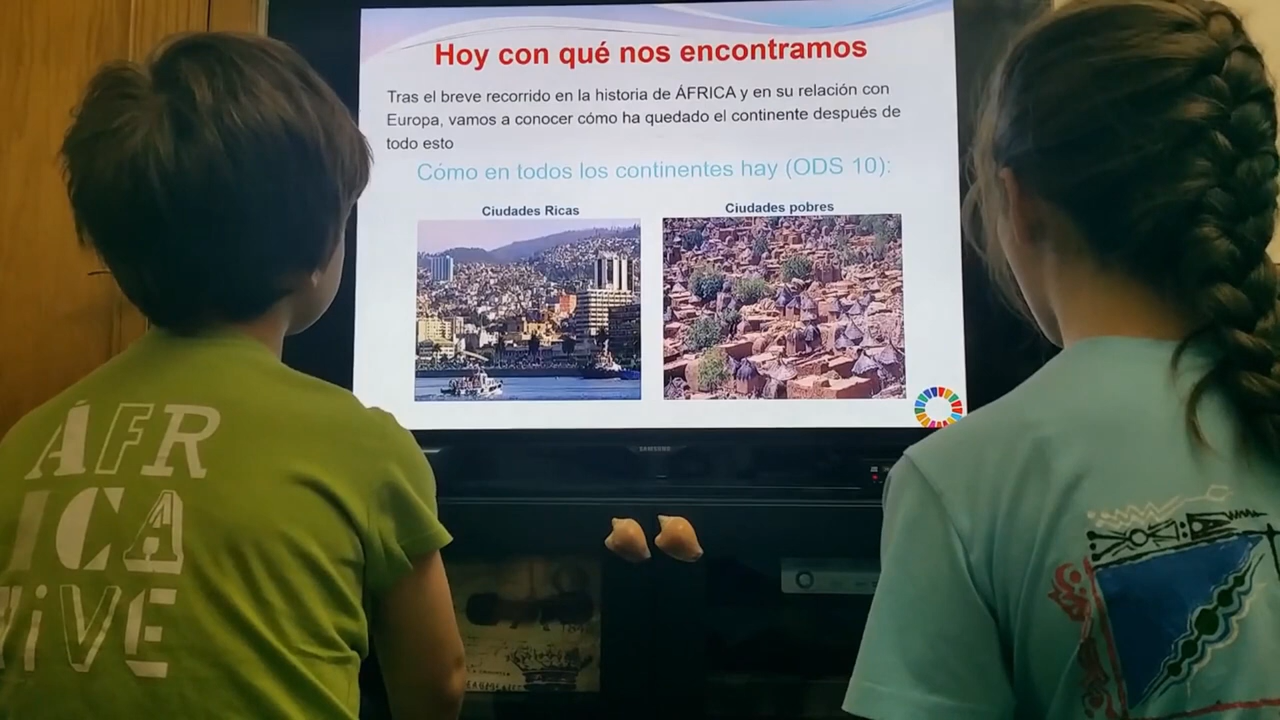 Hoy con qué nos encontramos
Tras el breve recorrido en la historia de ÁFRICA y en su relación con
Europa, vamos a conocer cómo ha quedado el continente después de
todo esto
Cómo en todos los continentes hay (ODS 10):
Ciudades Ricas
Ciudades pobres
SAMSUNG
ÁFR
ICA
ViVE